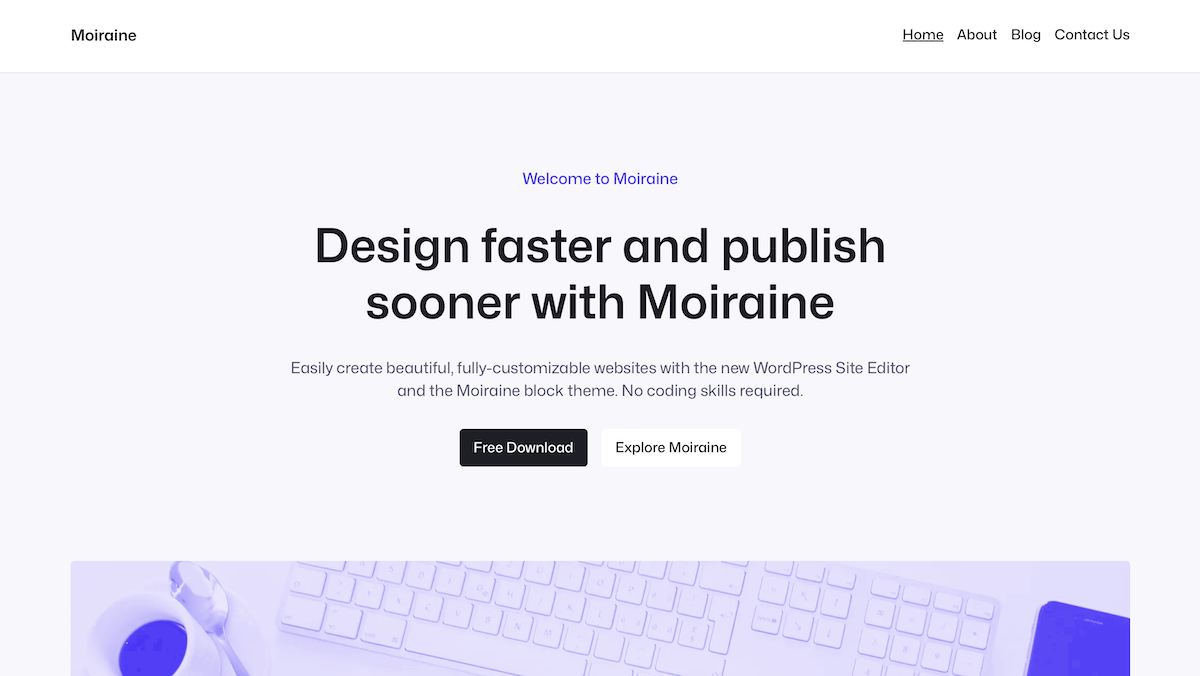 Moiraine
Home About Blog Contact Us
Welcome to Moiraine
Design faster and publish
sooner with Moiraine
Easily create beautiful, fully-customizable websites with the new WordPress Site Editor
and the Moiraine block theme. No coding skills required.
Free Download
Explore Moiraine